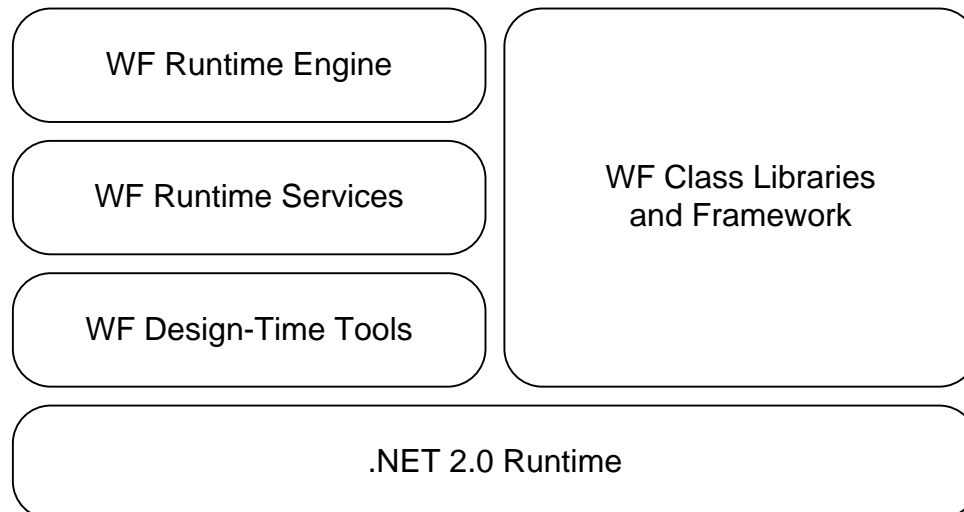 WF Runtime Engine
WF Runtime Services
WF Design-Time Tools
WF Class Libraries
and Framework
.NET 2.0 Runtime